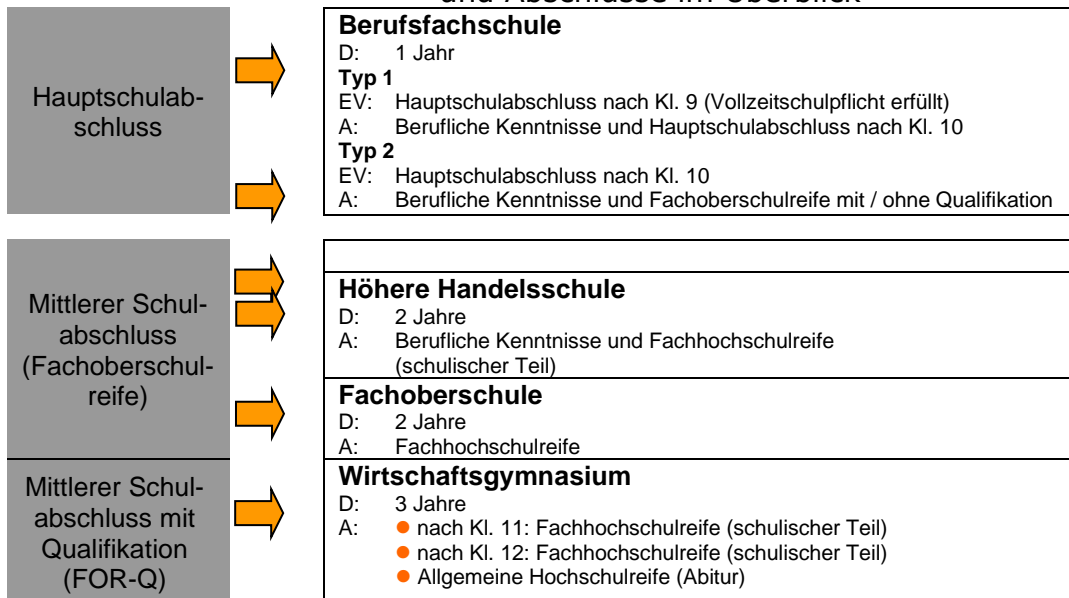 und Abschlüsse im Überblick
Hauptschulab-
schluss
Berufsfachschule
D: 1 Jahr
Typ 1
EV: Hauptschulabschluss nach Kl. 9 (Vollzeitschulpflicht erfüllt)
A: Berufliche Kenntnisse und Hauptschulabschluss nach Kl. 10
Typ 2
EV: Hauptschulabschluss nach Kl. 10
A: Berufliche Kenntnisse und Fachoberschulreife mit / ohne Qualifikation
Mittlerer Schul-
abschluss
(Fachoberschul-
reife)
Höhere Handelsschule
D: 2 Jahre
A: Berufliche Kenntnisse und Fachhochschulreife
(schulischer Teil)
Fachoberschule
D: 2 Jahre
A: Fachhochschulreife
Mittlerer Schul-
abschluss mit
Qualifikation
(FOR-Q)
Wirtschaftsgymnasium
D: 3 Jahre
A: ● nach Kl. 11: Fachhochschulreife (schulischer Teil)
● nach Kl. 12: Fachhochschulreife (schulischer Teil)
● Allgemeine Hochschulreife (Abitur)